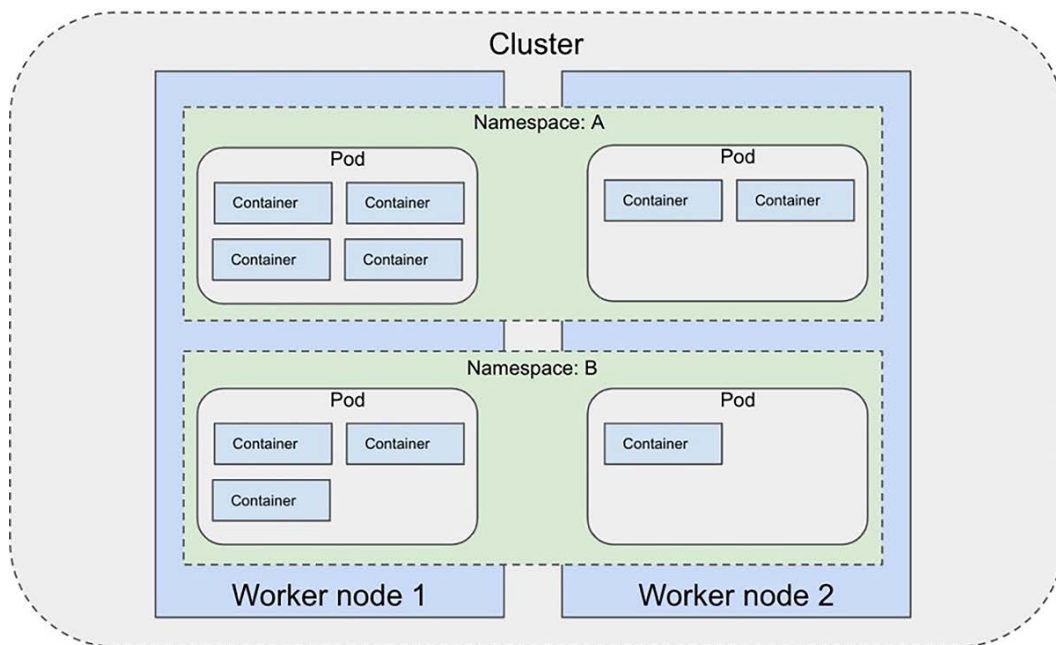 Cluster
Namespace: A
Pod
Container
Container
Container
Container
Pod
Container
Container
Namespace: B
Pod
Container
Container
Container
Pod
Container
Worker node 1
Worker node 2